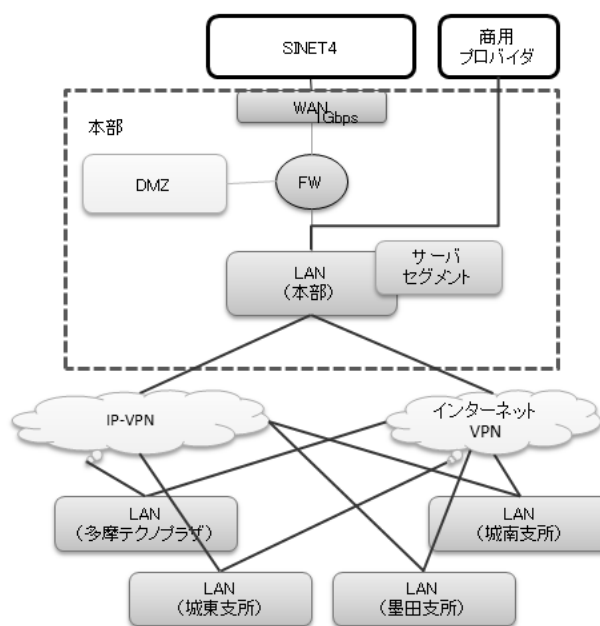 SINET4
商用
プロバイダ
WAN
1Gbps
本部
DMZ
FW
サーバ
セグメント
LAN
（本部）
IP-VPN
インターネット
VPN
LAN
（多摩テクノプラザ）
LAN
（城南支所）
LAN
（城東支所）
LAN
（墨田支所）